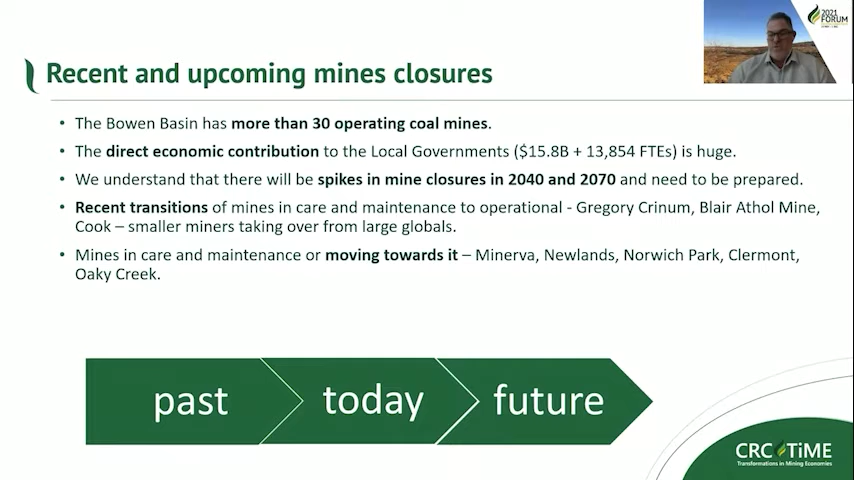 2021
FORUM
Recent and upcoming mines closures
• The Bowen Basin has more than 30 operating coal mines.
• The direct economic contribution to the Local Governments ($15.8B + 13,854 FTEs) is huge.
• We understand that there will be spikes in mine closures in 2040 and 2070 and need to be prepared.
• Recent transitions of mines in care and maintenance to operational - Gregory Crinum, Blair Athol Mine,
Cook – smaller miners taking over from large globals.
• Mines in care and maintenance or moving towards it – Minerva, Newlands, Norwich Park, Clermont,
Oaky Creek.
past
today
future
CRC TiME
Transformations in Mining Economies